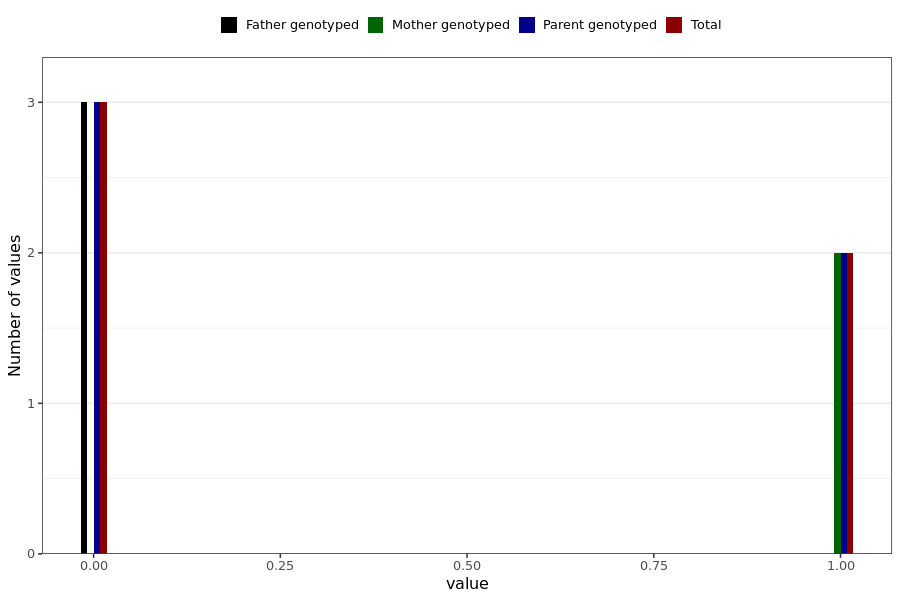 Father genotyped Mother genotyped Parent genotyped Total
Number of values
3
2
1
0
0.00 0.25 0.50 0.75 1.00
value